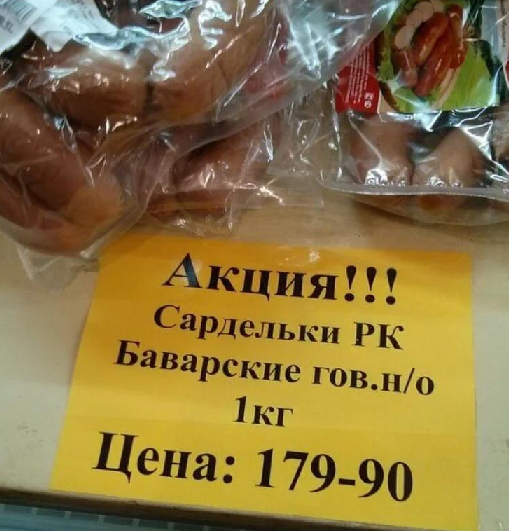 Акция!!!
Сардельки РК
Баварские гов.н/о
1кг
Цена: 179-90